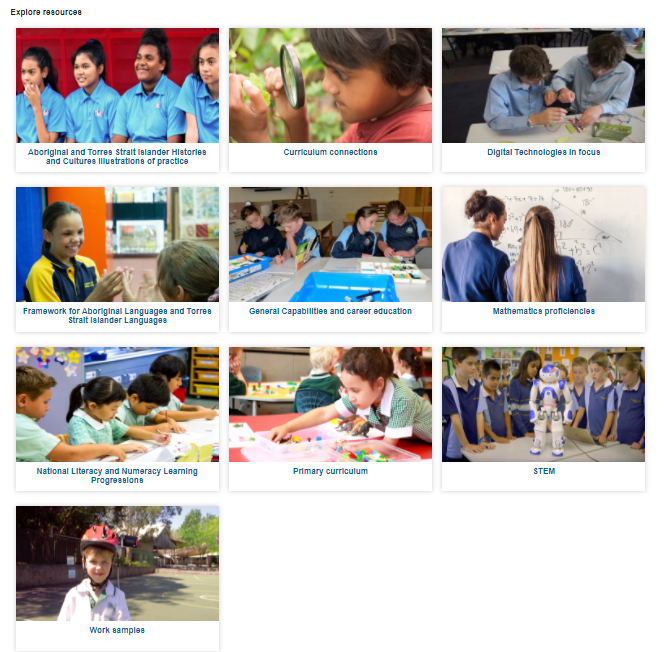 Explore resources
Aboriginal and Torres Strait Islander Histories
and Cultures illustrations of practice
Curriculum connections
Digital Technologies in focus
Framework for Aboriginal Languages and Torres
Strait Islander Languages
General Capabilities and career education
Mathematics proficiencies
National Literacy and Numeracy Learning
Progressions
Primary curriculum
STEM
Work samples